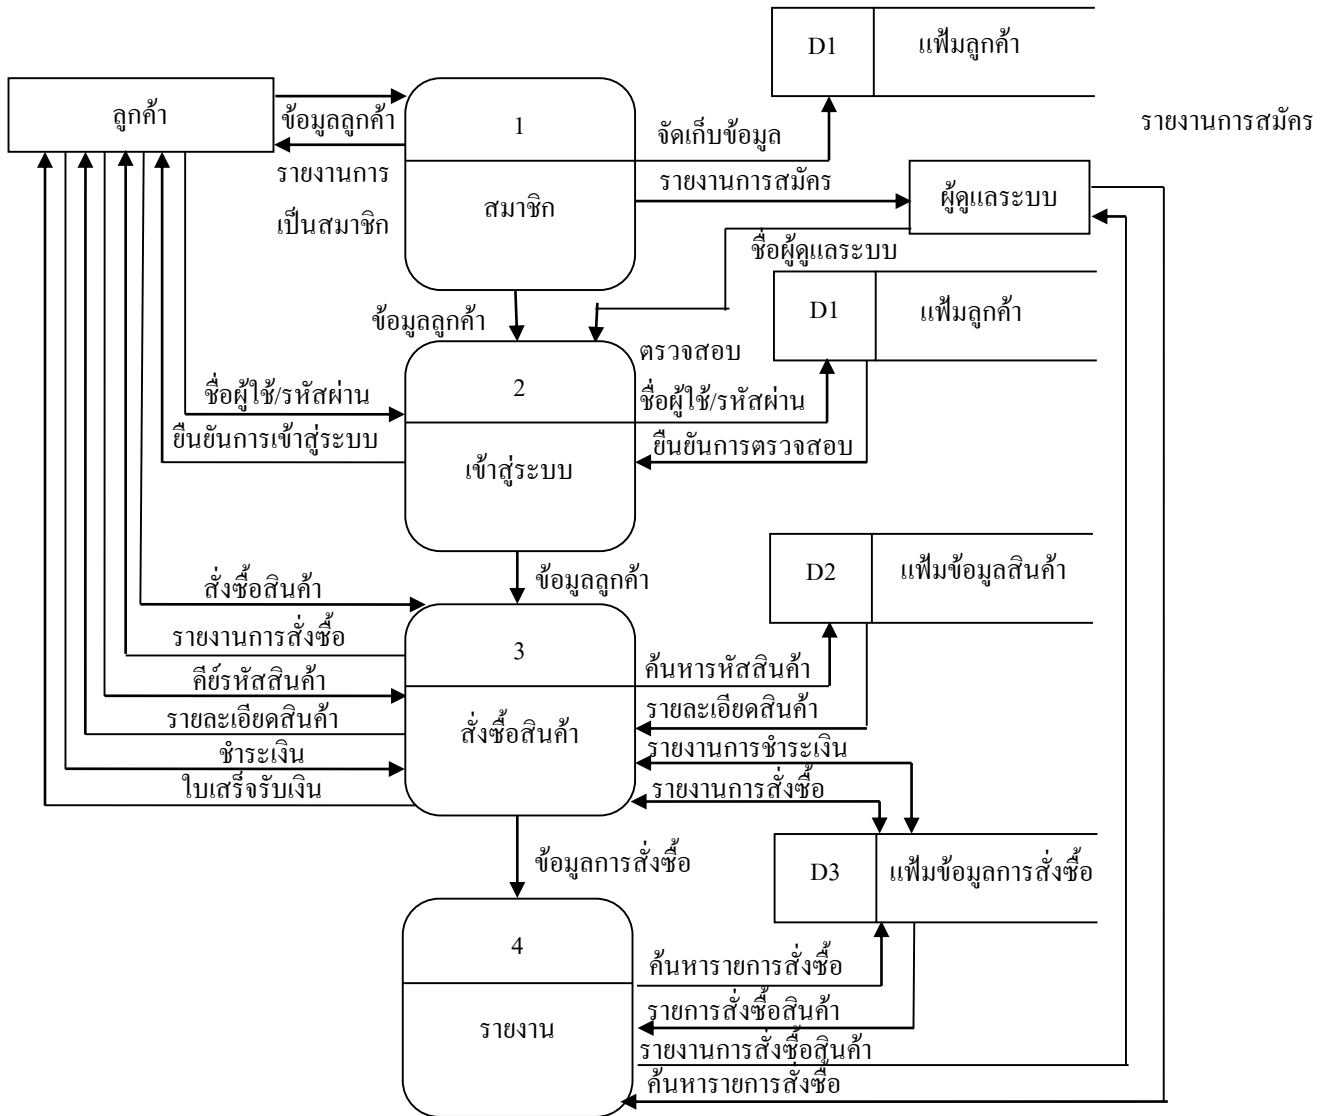 D1
แฟ้มลูกค้า
ลูกค้า
ข้อมูลลูกค้า
1
จัดเก็บข้อมูล
รายงานการสมัคร
รายงานการ
เป็นสมาชิก
สมาชิก
รายงานการสมัคร
ผู้ดูแลระบบ
ชื่อผู้ดูแลระบบ
D1
แฟ้มลูกค้า
ข้อมูลลูกค้า
ตรวจสอบ
2
ชื่อผู้ใช้/รหัสผ่าน
ชื่อผู้ใช้/รหัสผ่าน
ยืนยันการเข้าสู่ระบบ
ยืนยันการตรวจสอบ
เข้าสู่ระบบ
D2
แฟ้มข้อมูลสินค้า
ข้อมูลลูกค้า
สั่งซื้อสินค้า
รายงานการสั่งซื้อ
3
คีย์รหัสสินค้า
ค้นหารหัสสินค้า
รายละเอียดสินค้า
รายละเอียดสินค้า
สั่งซื้อสินค้า
ชำระเงิน
รายงานการชำระเงิน
ใบเสร็จรับเงิน
รายงานการสั่งซื้อ
ข้อมูลการสั่งซื้อ
D3
แฟ้มข้อมูลการสั่งซื้อ
4
ค้นหารายการสั่งซื้อ
รายการสั่งซื้อสินค้า
รายงาน
รายงานการสั่งซื้อสินค้า
ค้นหารายการสั่งซื้อ